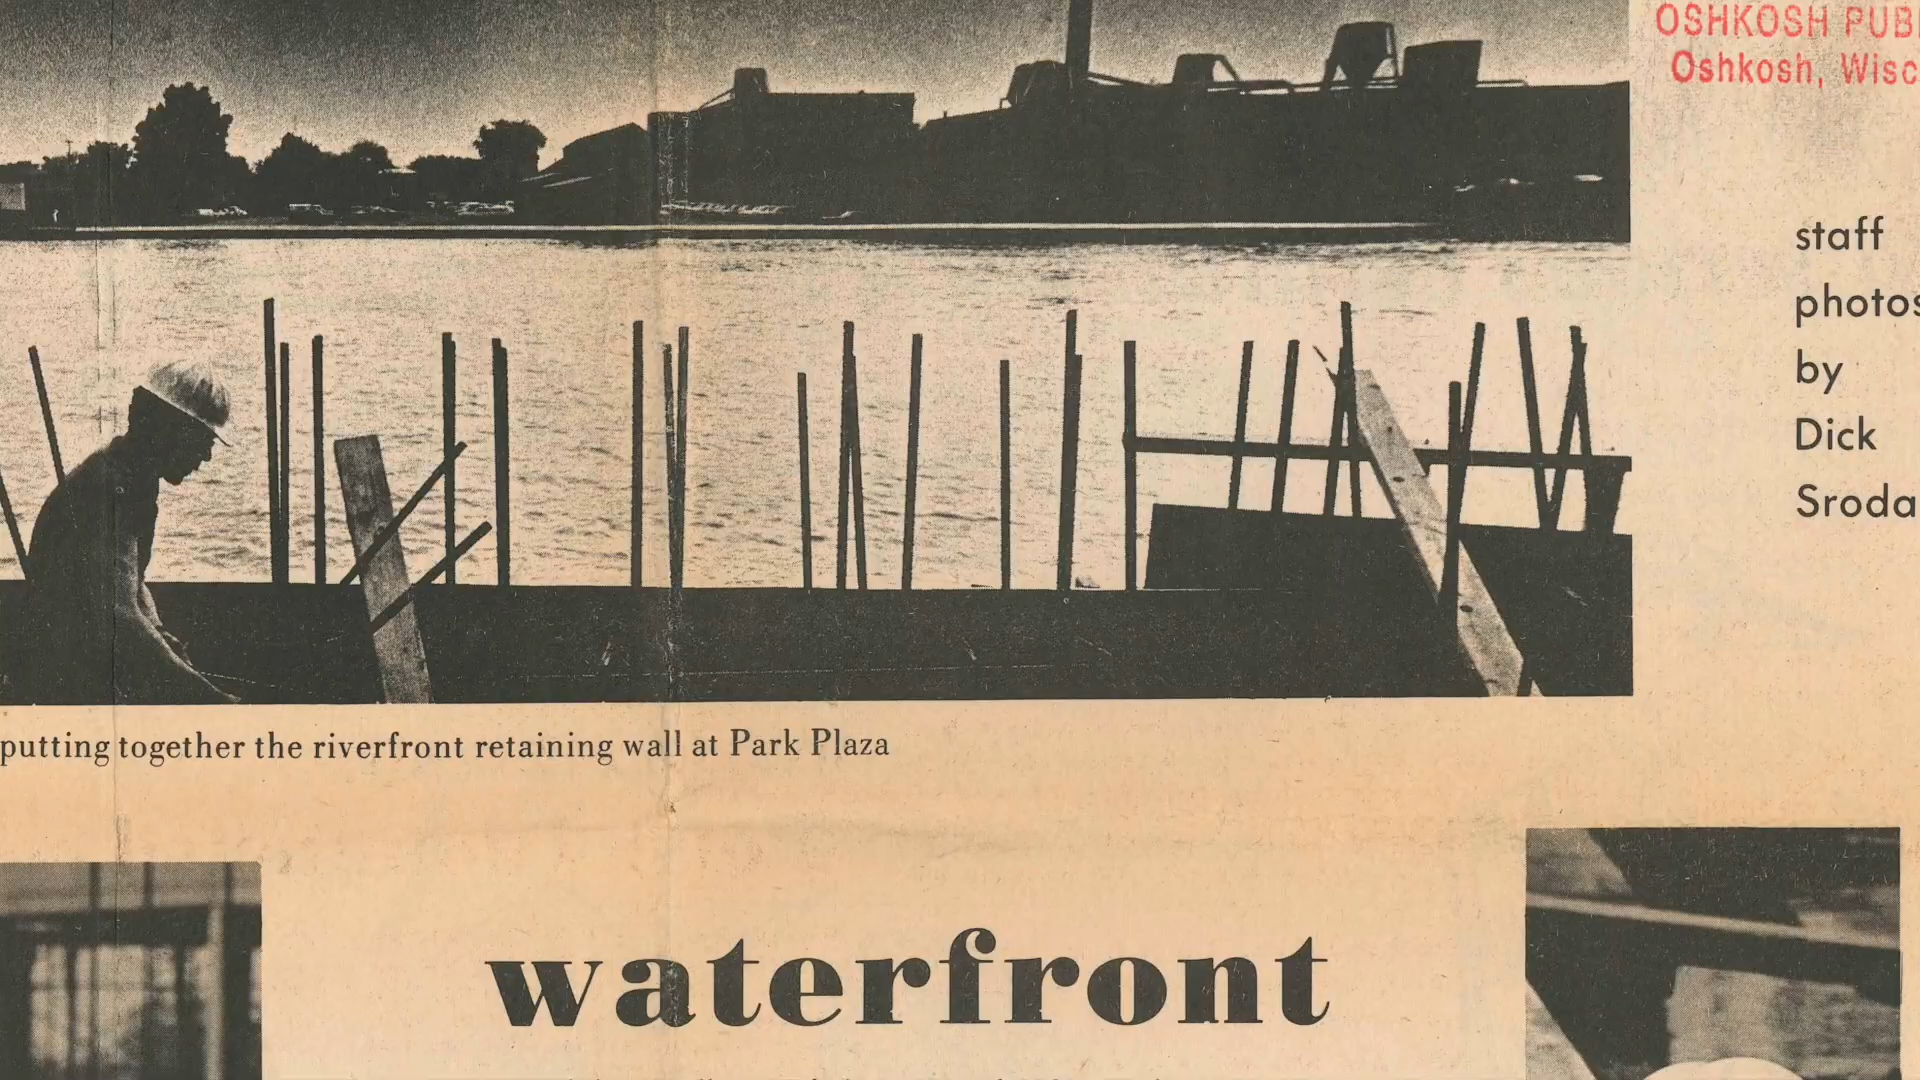 OSHKOSH PUB
Oshkosh, Wisc
staff
photos
by
Dick
Sroda
putting together the riverfront retaining wall at Park Plaza
waterfront